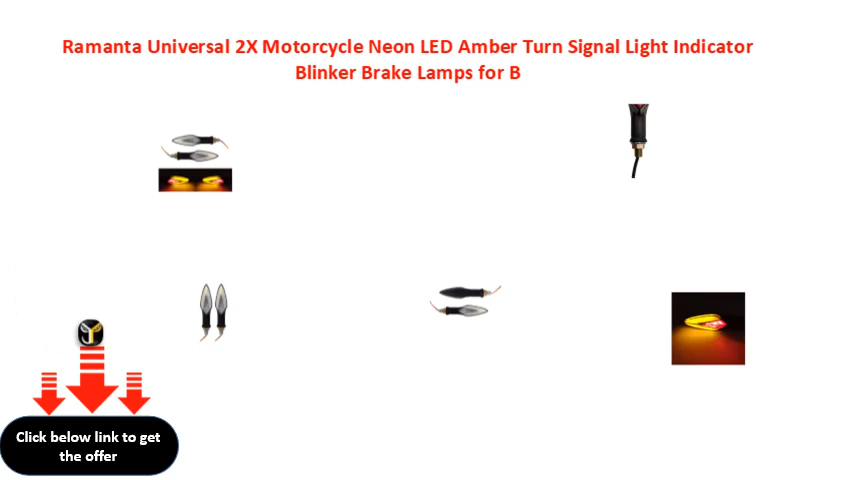 Ramanta Universal 2X Motorcycle Neon LED Amber Turn Signal Light Indicator
Blinker Brake Lamps for B
Click below link to get
the offer